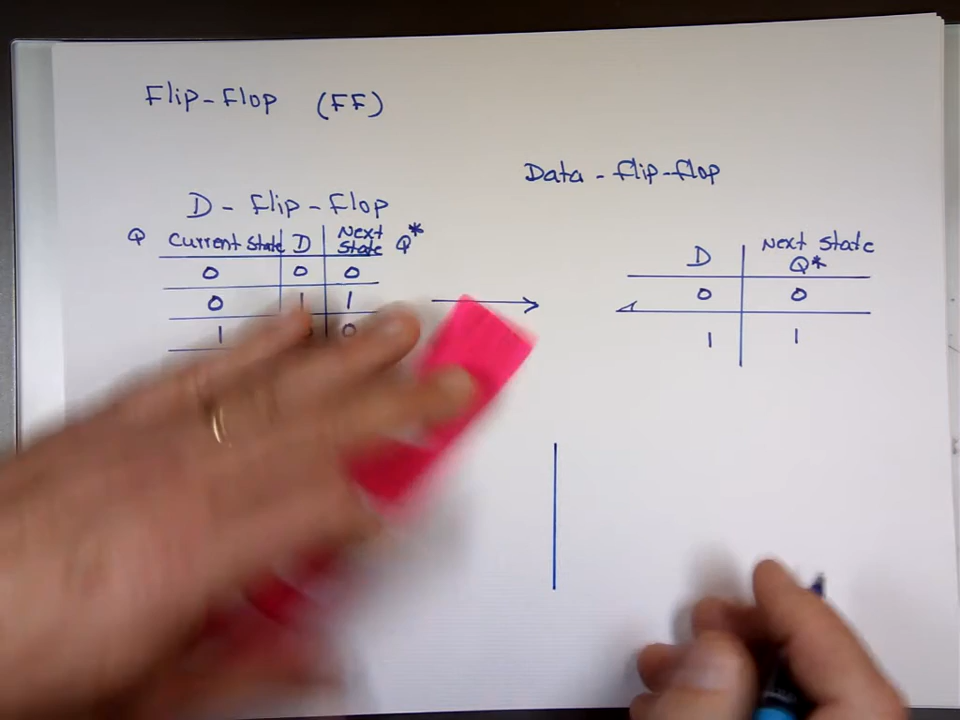 Flip-Flop (FF)
Data-flip-flop
D-Flip-Flop
Q Current State D Next State Q*
0 0 0
0 1 1
1 0
D Next State Q*
0 0
1 1